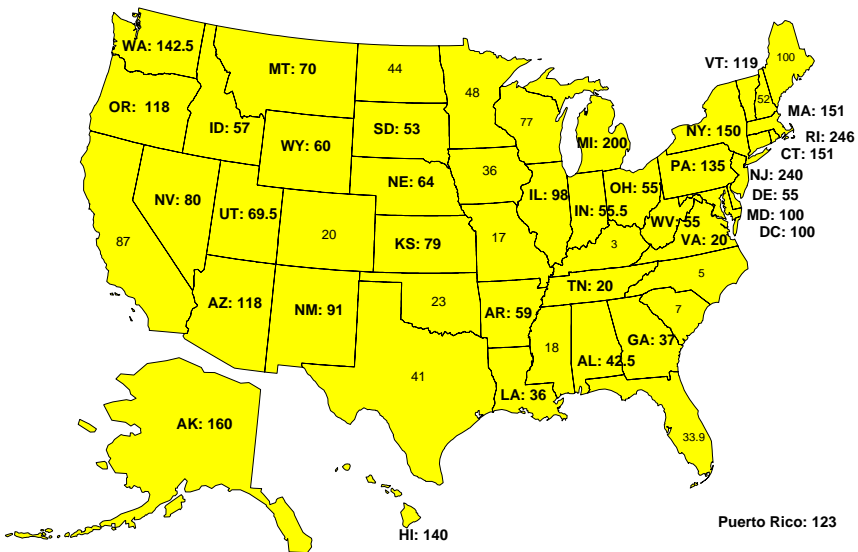 WA: 142.5
MT: 70
44
48
VT: 119
100
52
OR: 118
ID: 57
WY: 60
SD: 53
77
MI: 200
NY: 150
MA: 151
RI: 246
CT: 151
PA: 135
NJ: 240
DE: 55
MD: 100
DC: 100
NV: 80
UT: 69.5
NE: 64
36
IL: 98
IN: 55.5
OH: 55
WV: 55
VA: 20
87
20
KS: 79
17
3
AZ: 118
NM: 91
23
AR: 59
TN: 20
5
7
41
18
AL: 42.5
GA: 37
LA: 36
33.9
AK: 160
HI: 140
Puerto Rico: 123